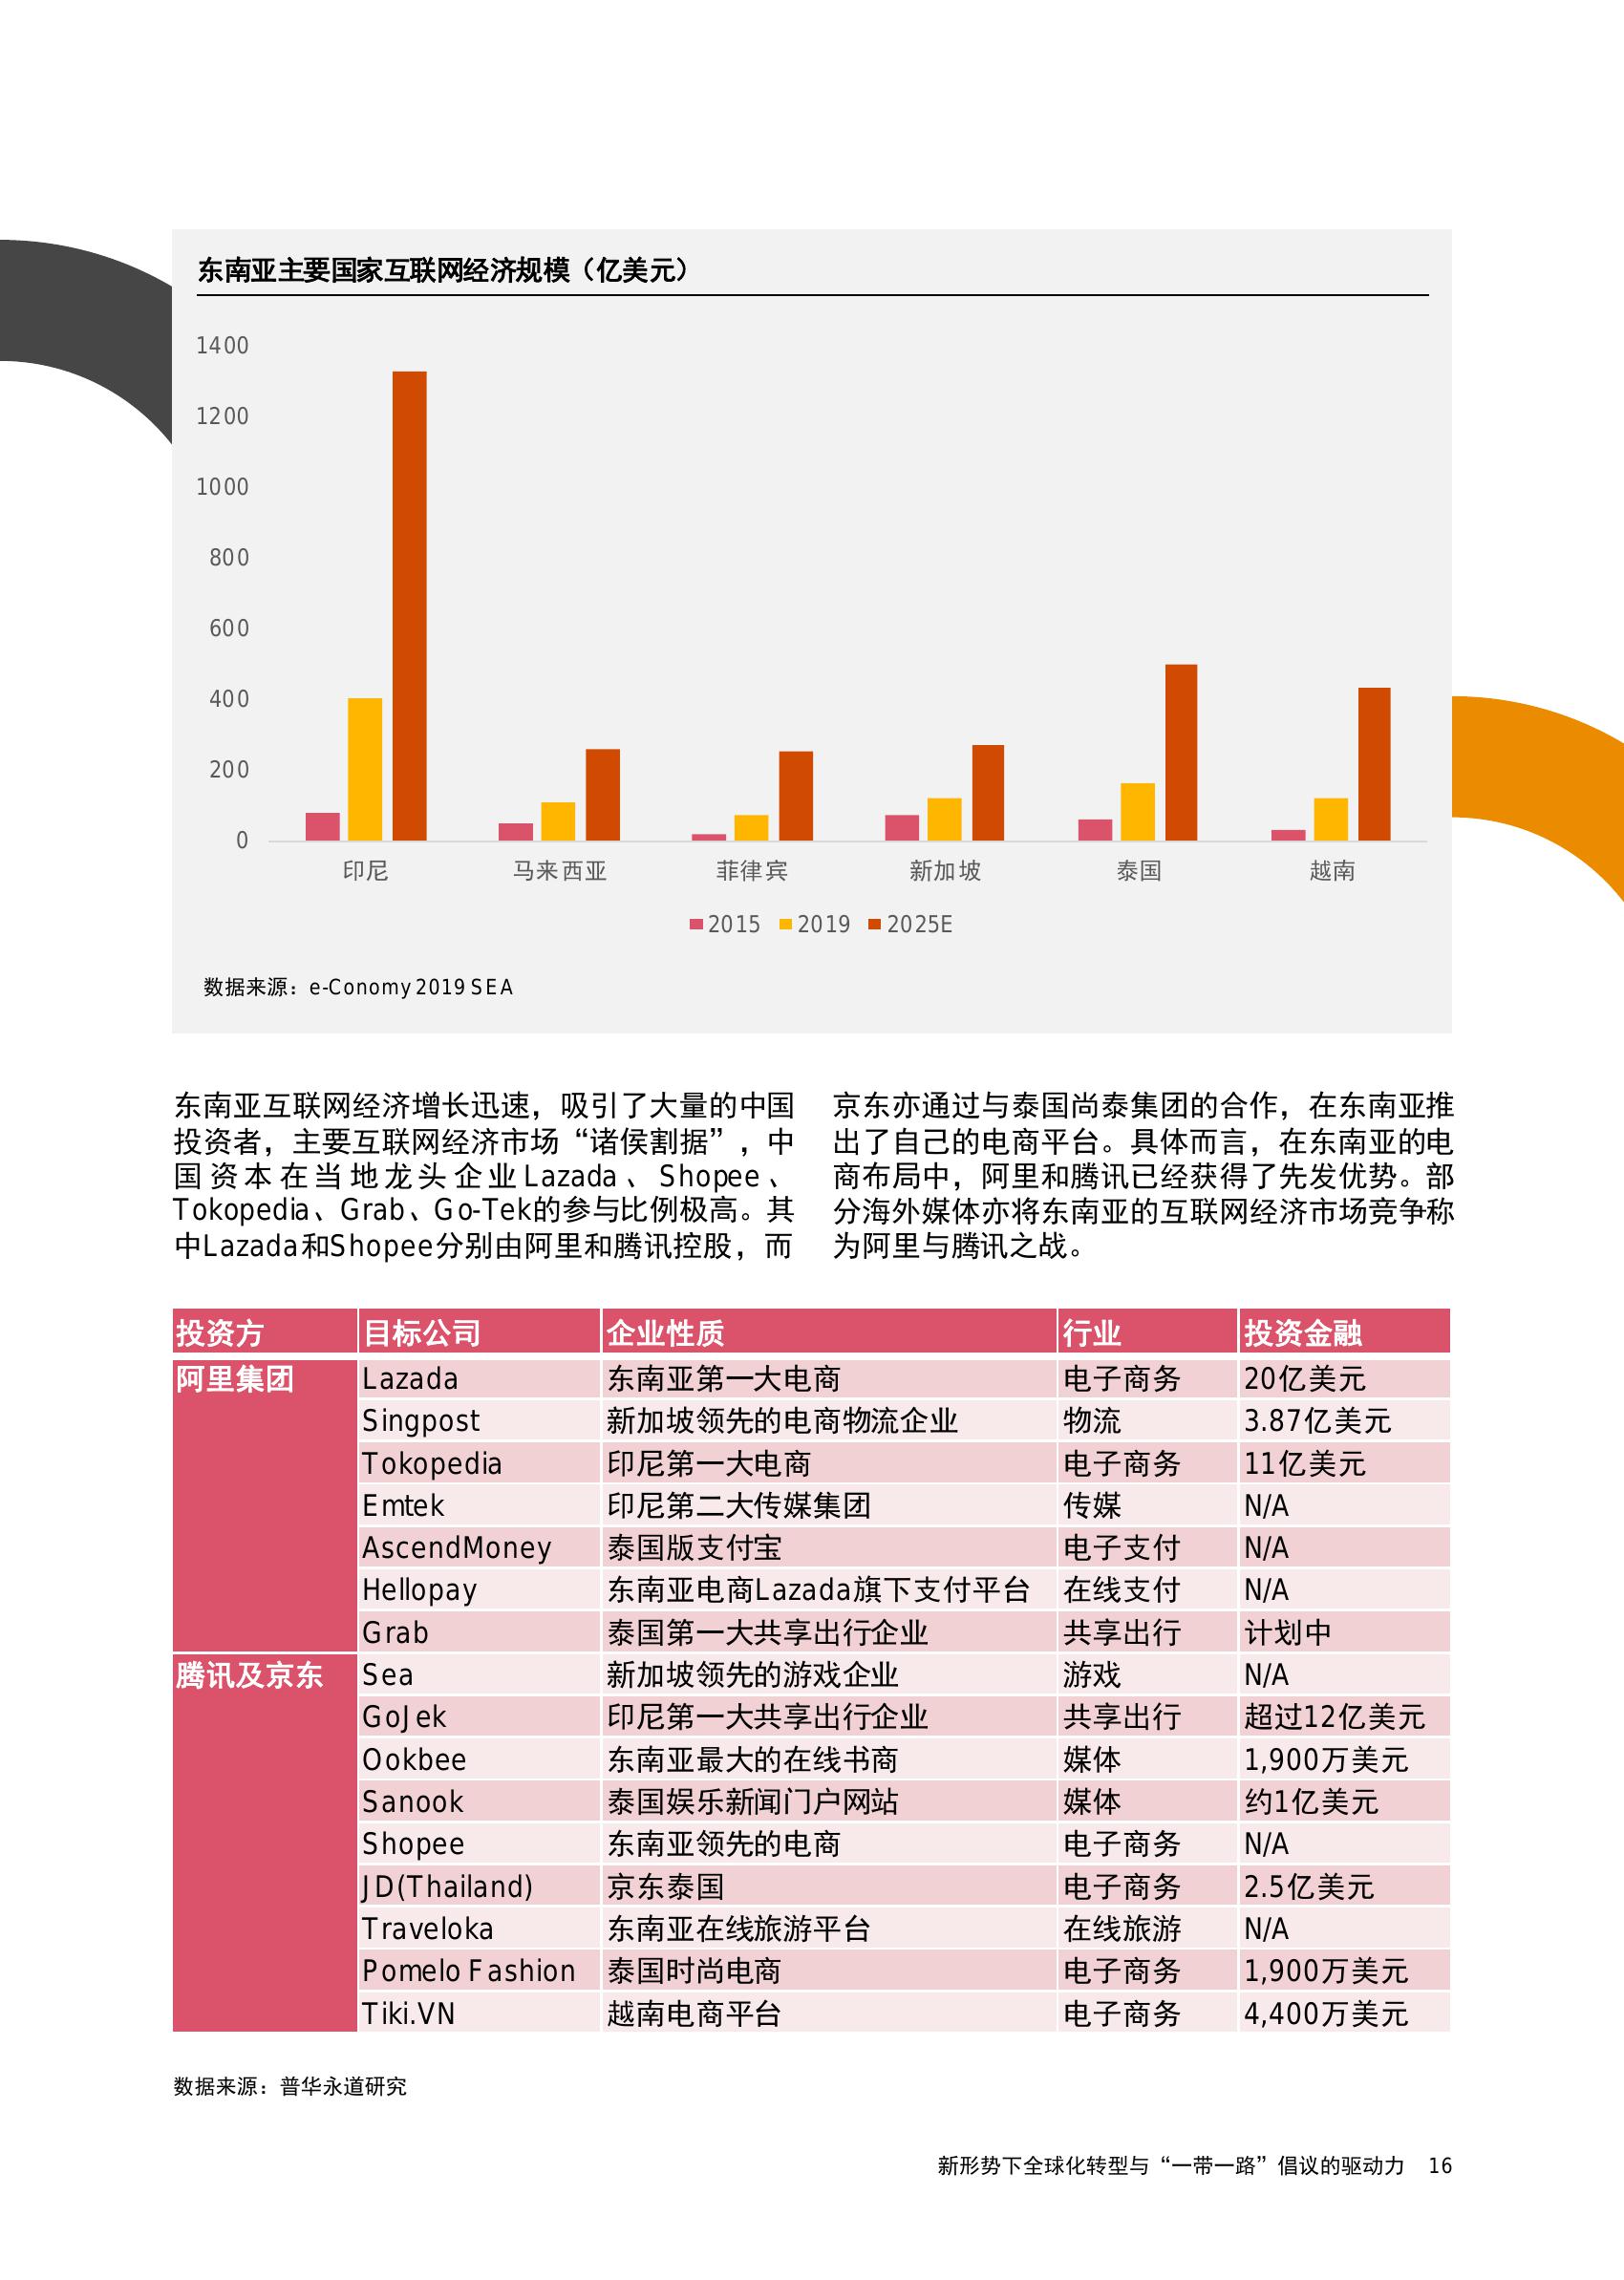 东南亚主要国家互联网经济规模（亿美元）
1400
1200
1000
800
600
400
200
0
印尼 马来西亚 菲律宾 新加坡 泰国 越南
2015 2019 2025E
数据来源：e-Conomy 2019 SEA
东南亚互联网经济增长迅速，吸引了大量的中国
投资者，主要互联网经济市场“诸侯割据”，中
国资本在当地龙头企业Lazada、Shopee、
Tokopedia、Grab、Go-Tek的参与比例极高。其
中Lazada和Shopee分别由阿里和腾讯控股，而
京东亦通过与泰国尚泰集团的合作，在东南亚推
出了自己的电商平台。具体而言，在东南亚的电
商布局中，阿里和腾讯已经获得了先发优势。部
分海外媒体亦将东南亚的互联网经济市场竞争称
为阿里与腾讯之战。
投资方 目标公司 企业性质 行业 投资金融
阿里集团 Lazada 东南亚第一大电商 电子商务 20亿美元
Singpost 新加坡领先的电商物流企业 物流 3.87亿美元
Tokopedia 印尼第一大电商 电子商务 11亿美元
Emtek 印尼第二大传媒集团 传媒 N/A
AscendMoney 泰国版支付宝 电子支付 N/A
Hellopay 东南亚电商Lazada旗下支付平台 在线支付 N/A
Grab 泰国第一大共享出行企业 共享出行 计划中
腾讯及京东 Sea 新加坡领先的游戏企业 游戏 N/A
GoJek 印尼第一大共享出行企业 共享出行 超过12亿美元
Ookbee 东南亚最大的在线书商 媒体 1,900万美元
Sanook 泰国娱乐新闻门户网站 媒体 约1亿美元
Shopee 东南亚领先的电商 电子商务 N/A
JD(Thailand) 京东泰国 电子商务 2.5亿美元
Traveloka 东南亚在线旅游平台 在线旅游 N/A
Pomelo Fashion 泰国时尚电商 电子商务 1,900万美元
Tiki.VN 越南电商平台 电子商务 4,400万美元
数据来源：普华永道研究
新形势下全球化转型与“一带一路”倡议的驱动力 16